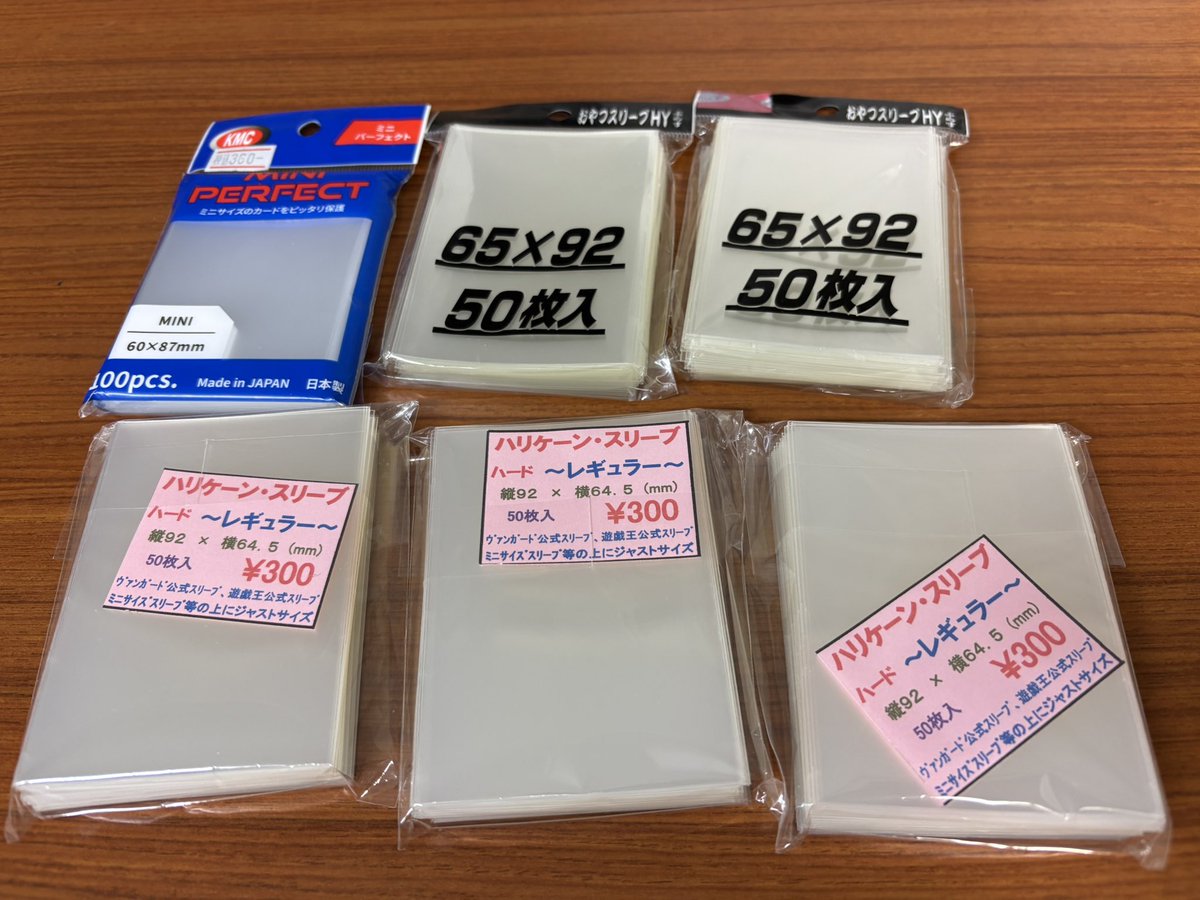 KMC
税込360-
ミニ
パーフェクト
MINI
PERFECT
ミニサイズのカードをピッタリ保護
MINI
60×87mm
100pcs.
Made in JAPAN
日本製
おやつスリーブHY
65×92
50枚入
おやつスリーブHY
65×92
50枚入
ハリケーン・スリーブ
ハード ～レギュラー～
縦92 × 横64.5 (mm)
50枚入 ¥300
ヴァンガード公式スリーブ、遊戯王公式スリーブ
ミニサイズスリーブ等の上にジャストサイズ
ハリケーン・スリーブ
ハード ～レギュラー～
縦92 × 横64.5 (mm)
50枚入 ¥300
ヴァンガード公式スリーブ、遊戯王公式スリーブ
ミニサイズスリーブ等の上にジャストサイズ
ハリケーン・スリーブ
ハード ～レギュラー～
縦92 × 横64.5 (mm)
50枚入 ¥300
ヴァンガード公式スリーブ、遊戯王公式スリーブ
ミニサイズスリーブ等の上にジャストサイズ